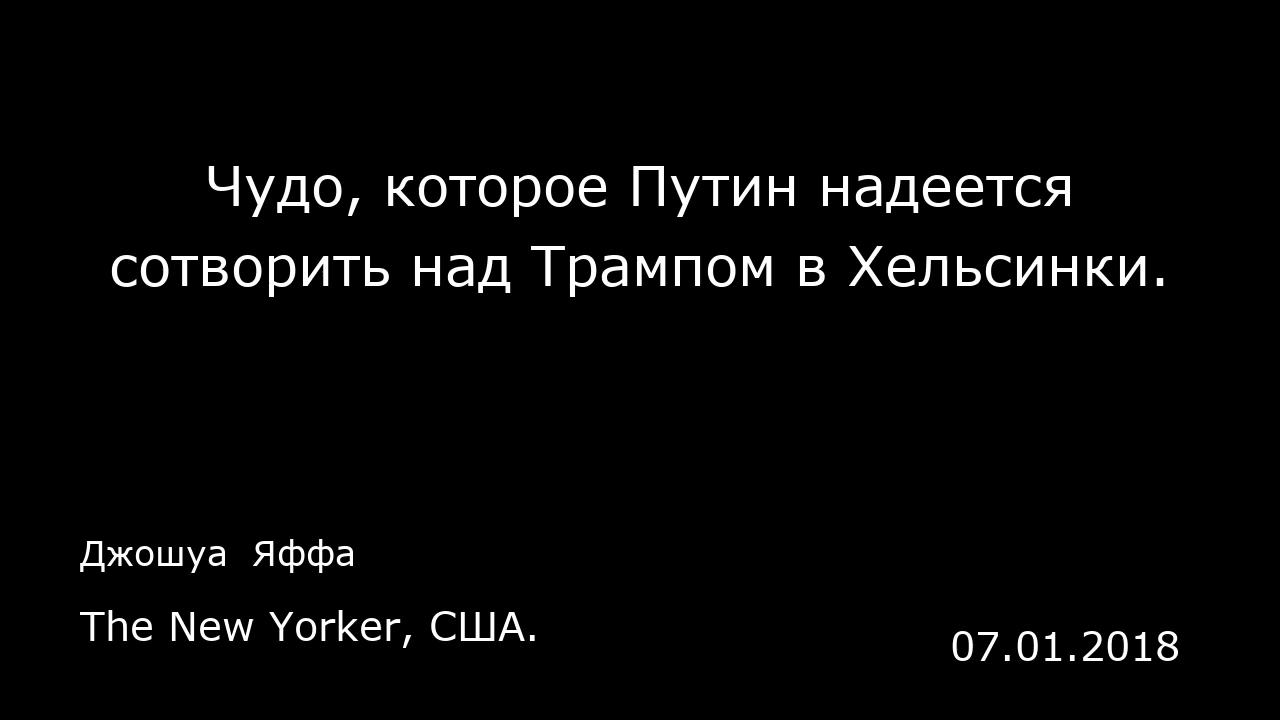 Чудо, которое Путин надеется
сотворить над Трампом в Хельсинки.
Джошуа Яффа
The New Yorker, США.
07.01.2018